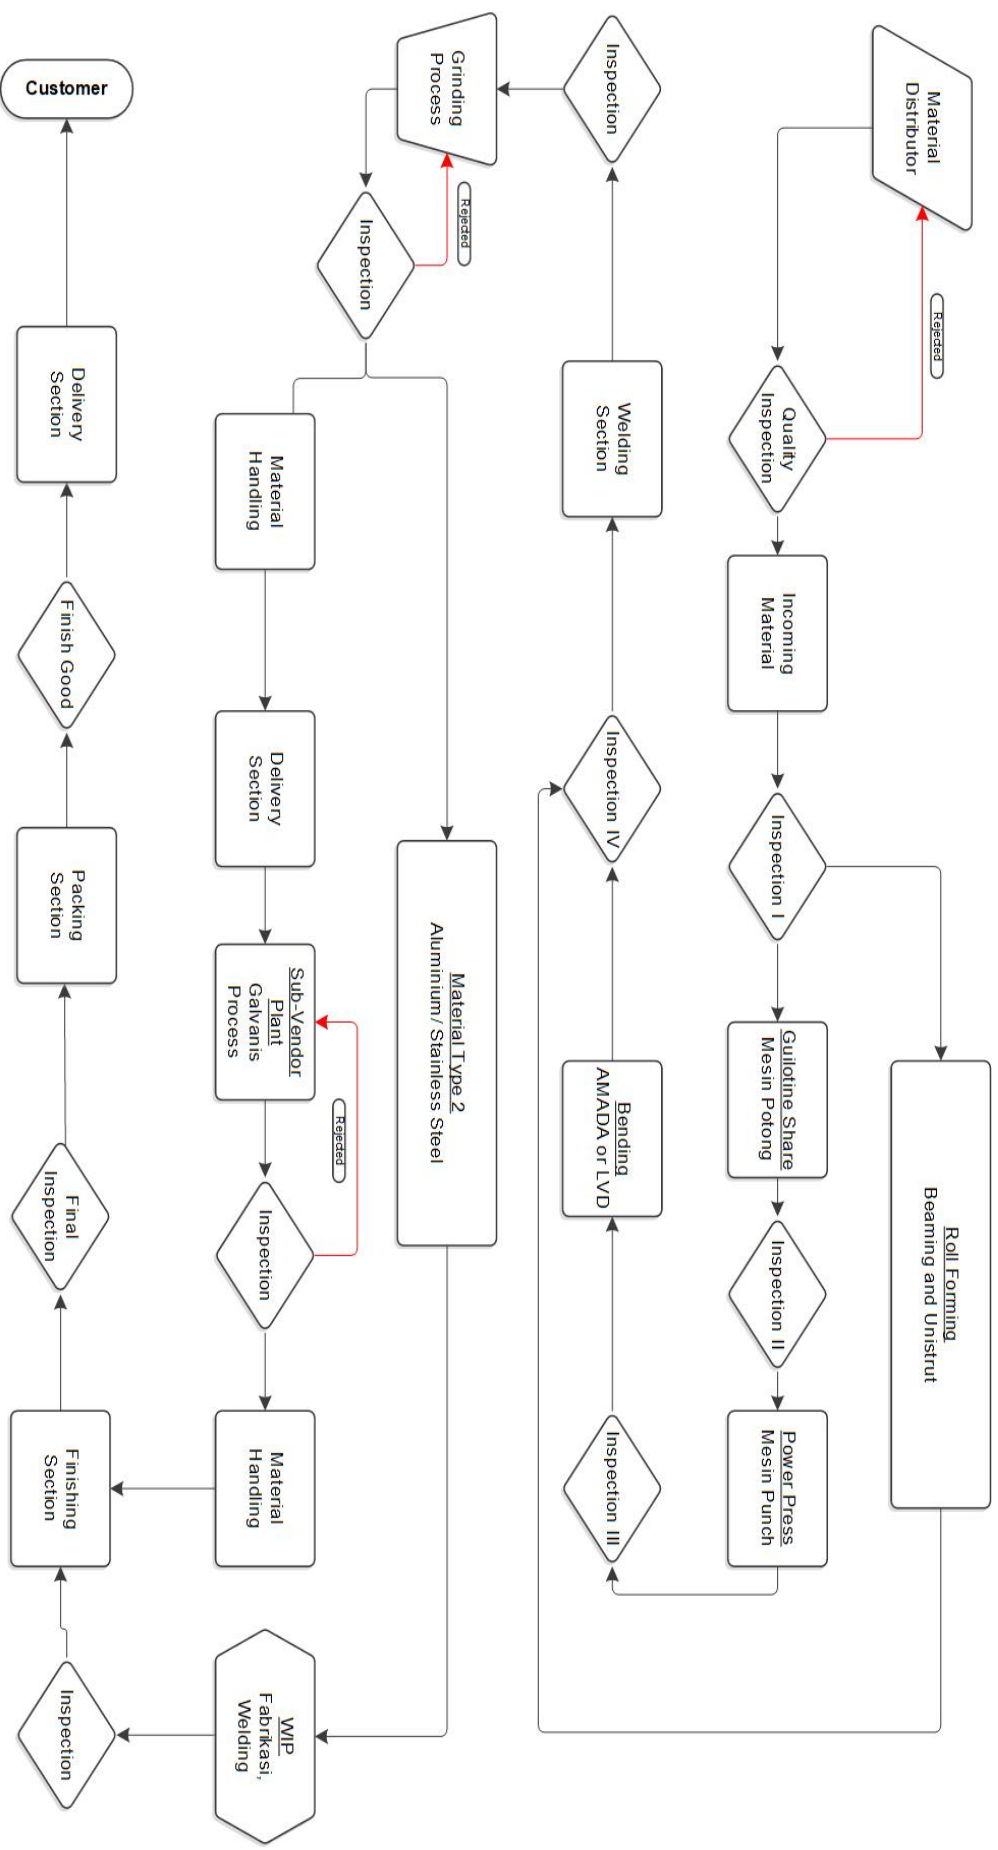 Material
Distributor
Rejected
Quality
Inspection
Incoming
Material
Inspection I
Roll Forming
Beaming and Unistrut
Guilotine Share
Mesin Potong
Inspection II
Power Press
Mesin Punch
Inspection III
Bending
AMADA or LVD
Inspection IV
Welding
Section
Inspection
Grinding
Process
Rejected
Inspection
Material Type 2
Aluminium/ Stainless Steel
Material
Handling
Delivery
Section
Sub-Vendor
Plant
Galvanis
Process
Rejected
Inspection
Material
Handling
WIP
Fabrikasi,
Welding
Inspection
Finishing
Section
Final
Inspection
Packing
Section
Finish Good
Delivery
Section
Customer